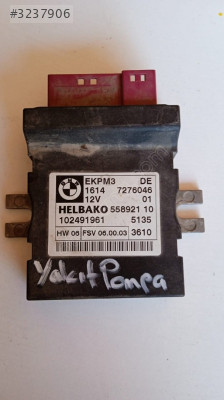 #3237906
BMW
EKPM3 DE
1614 7276046
12V 01
HELBAKO 558921 10
102491961 5135
HW 06 FSV 06.00.03 3610
Yakıt Pompa